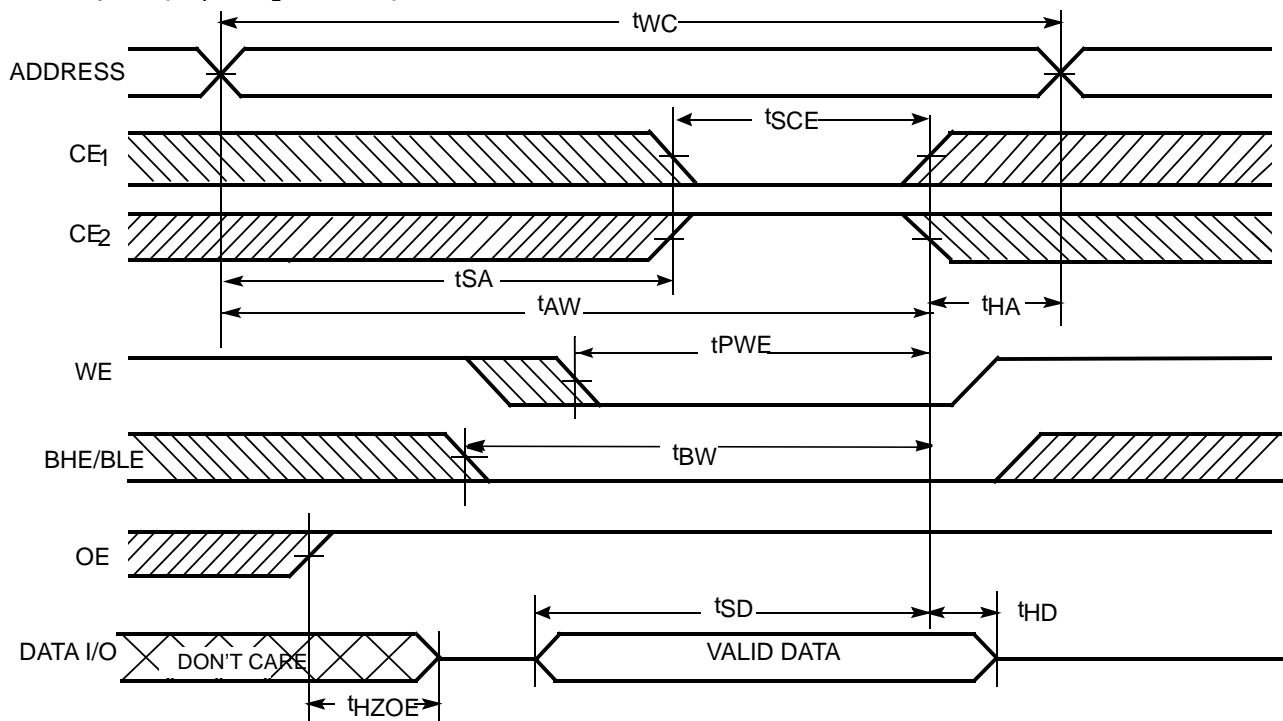 tWC
ADDRESS
tSCE
CE1
CE2
tSA
tAW
tHA
tPWE
WE
tBW
BHE/BLE
OE
tSD
tHD
DATA I/O
DON'T CARE
VALID DATA
tHZOE